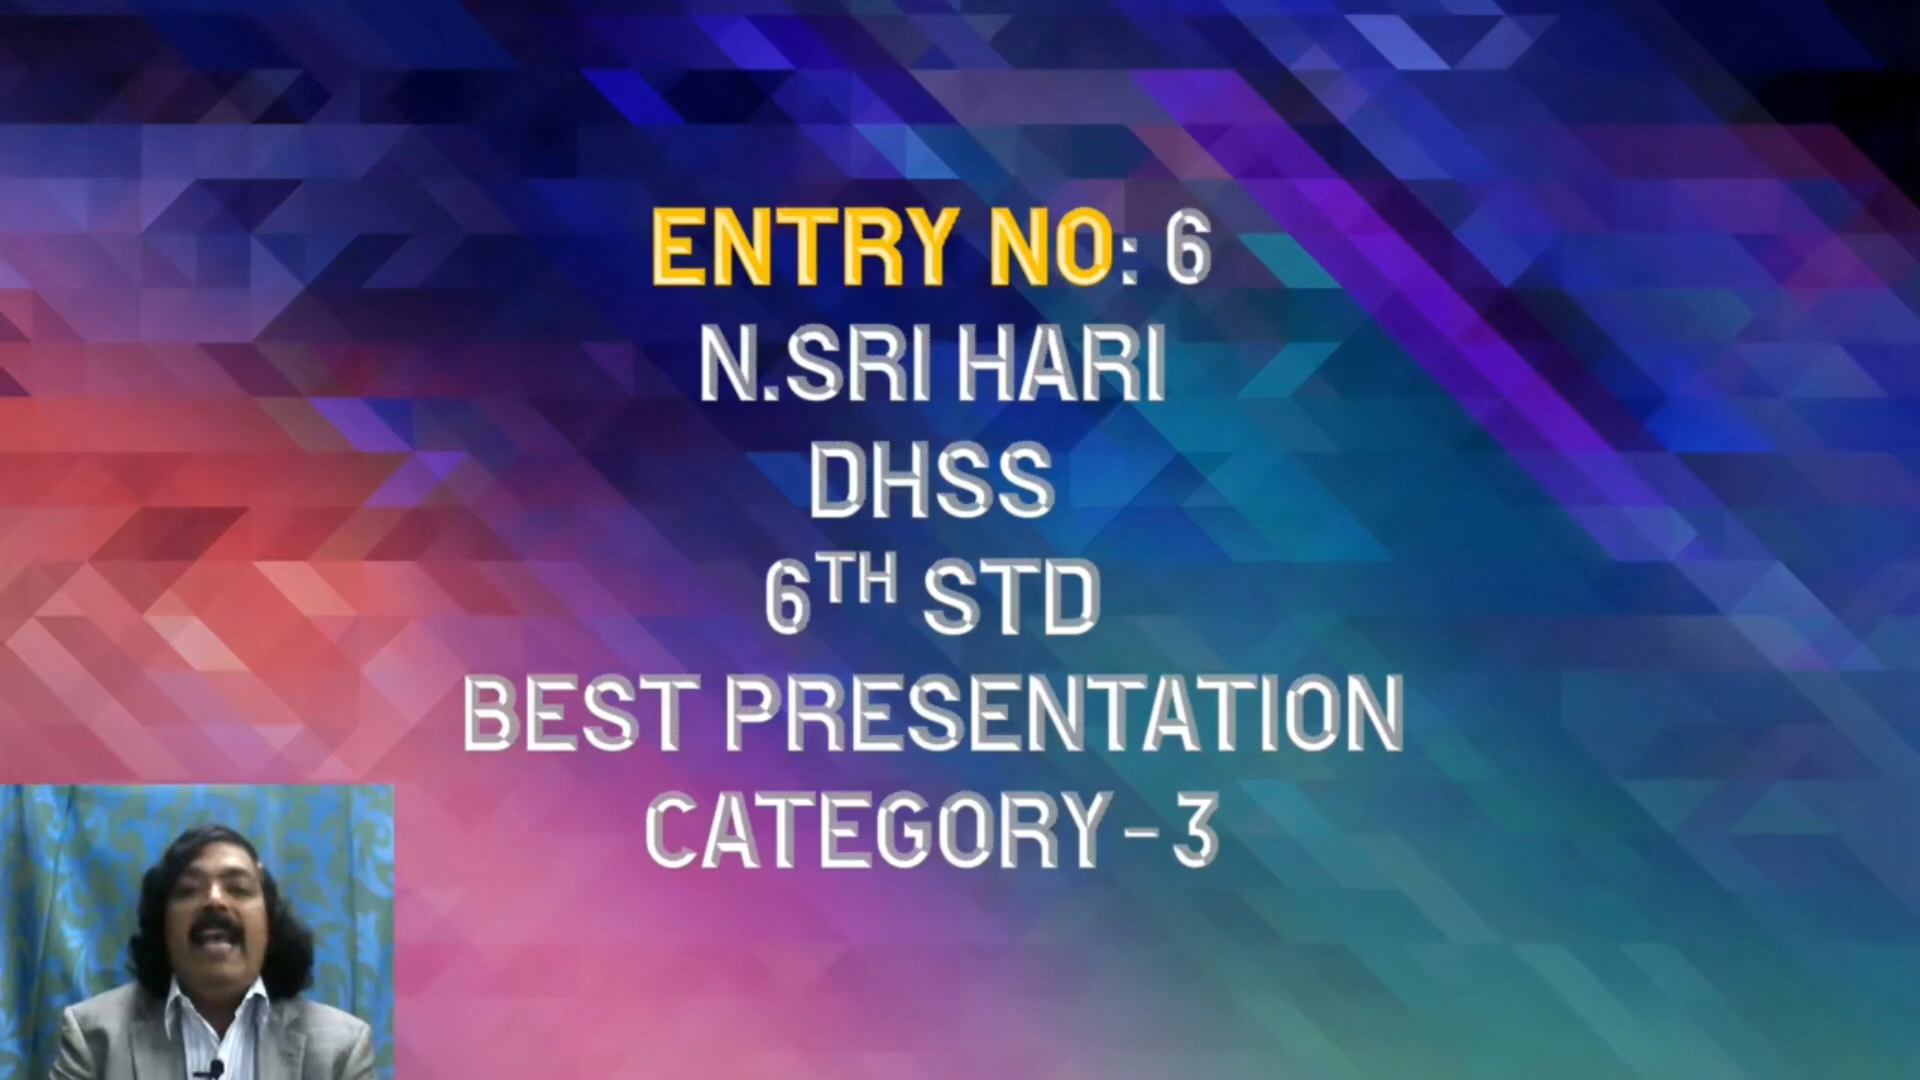 ENTRY NO: 6
N.SRI HARI
DHSS
6TH STD
BEST PRESENTATION
CATEGORY-3